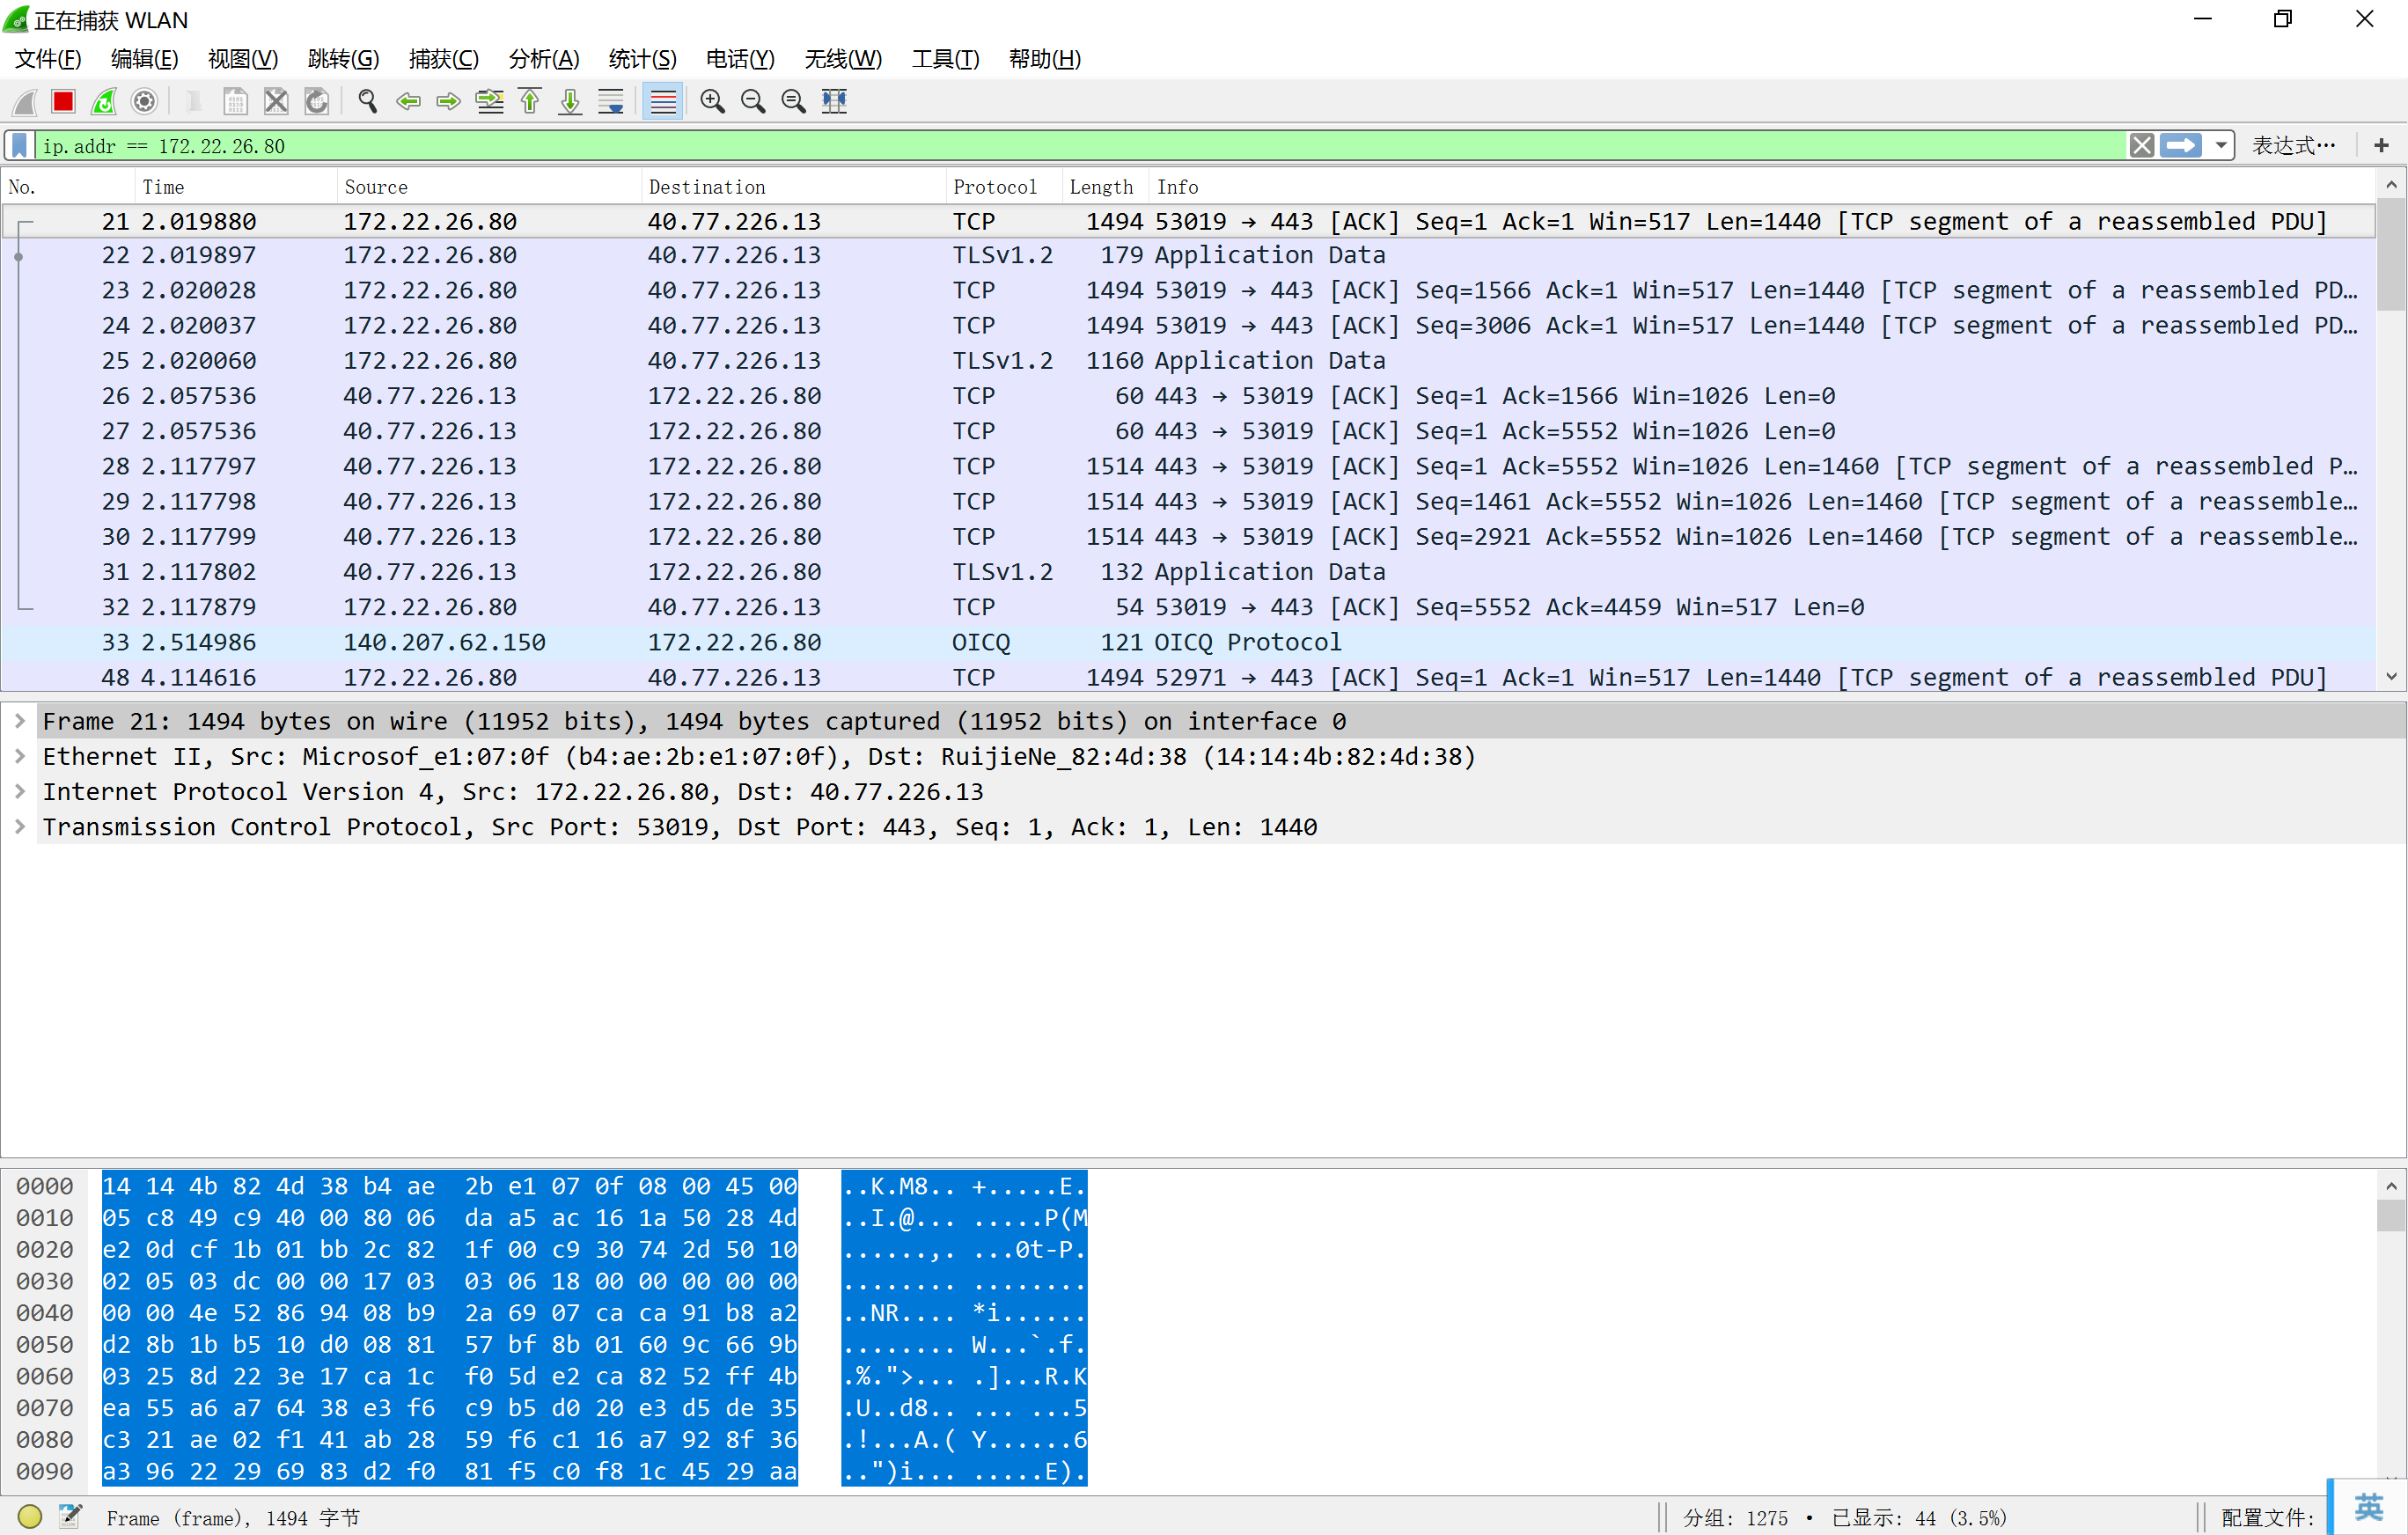 正在捕获 WLAN
文件(F) 编辑(E) 视图(V) 跳转(G) 捕获(C) 分析(A) 统计(S) 电话(Y) 无线(W) 工具(T) 帮助(H)
ip.addr == 172.22.26.80 表达式… +
No. Time Source Destination Protocol Length Info
21 2.019880 172.22.26.80 40.77.226.13 TCP 1494 53019 → 443 [ACK] Seq=1 Ack=1 Win=517 Len=1440 [TCP segment of a reassembled PDU]
22 2.019897 172.22.26.80 40.77.226.13 TLSv1.2 179 Application Data
23 2.020028 172.22.26.80 40.77.226.13 TCP 1494 53019 → 443 [ACK] Seq=1566 Ack=1 Win=517 Len=1440 [TCP segment of a reassembled PD…
24 2.020037 172.22.26.80 40.77.226.13 TCP 1494 53019 → 443 [ACK] Seq=3006 Ack=1 Win=517 Len=1440 [TCP segment of a reassembled PD…
25 2.020060 172.22.26.80 40.77.226.13 TLSv1.2 1160 Application Data
26 2.057536 40.77.226.13 172.22.26.80 TCP 60 443 → 53019 [ACK] Seq=1 Ack=1566 Win=1026 Len=0
27 2.057536 40.77.226.13 172.22.26.80 TCP 60 443 → 53019 [ACK] Seq=1 Ack=5552 Win=1026 Len=0
28 2.117797 40.77.226.13 172.22.26.80 TCP 1514 443 → 53019 [ACK] Seq=1 Ack=5552 Win=1026 Len=1460 [TCP segment of a reassembled P…
29 2.117798 40.77.226.13 172.22.26.80 TCP 1514 443 → 53019 [ACK] Seq=1461 Ack=5552 Win=1026 Len=1460 [TCP segment of a reassemble…
30 2.117799 40.77.226.13 172.22.26.80 TCP 1514 443 → 53019 [ACK] Seq=2921 Ack=5552 Win=1026 Len=1460 [TCP segment of a reassemble…
31 2.117802 40.77.226.13 172.22.26.80 TLSv1.2 132 Application Data
32 2.117879 172.22.26.80 40.77.226.13 TCP 54 53019 → 443 [ACK] Seq=5552 Ack=4459 Win=517 Len=0
33 2.514986 140.207.62.150 172.22.26.80 OICQ 121 OICQ Protocol
48 4.114616 172.22.26.80 40.77.226.13 TCP 1494 52971 → 443 [ACK] Seq=1 Ack=1 Win=517 Len=1440 [TCP segment of a reassembled PDU]
Frame 21: 1494 bytes on wire (11952 bits), 1494 bytes captured (11952 bits) on interface 0
Ethernet II, Src: Microsof_e1:07:0f (b4:ae:2b:e1:07:0f), Dst: RuijieNe_82:4d:38 (14:14:4b:82:4d:38)
Internet Protocol Version 4, Src: 172.22.26.80, Dst: 40.77.226.13
Transmission Control Protocol, Src Port: 53019, Dst Port: 443, Seq: 1, Ack: 1, Len: 1440
0000 14 14 4b 82 4d 38 b4 ae 2b e1 07 0f 08 00 45 00 ..K.M8.. +.....E.
0010 05 c8 49 c9 40 00 80 06 da a5 ac 16 1a 50 28 4d ..I.@... .....P(M
0020 e2 0d cf 1b 01 bb 2c 82 1f 00 c9 30 74 2d 50 10 ......,. ...0t-P.
0030 02 05 03 dc 00 00 17 03 03 06 18 00 00 00 00 00 ........ ........
0040 00 00 4e 52 86 94 08 b9 2a 69 07 ca ca 91 b8 a2 ..NR.... *i......
0050 d2 8b 1b b5 10 d0 08 81 57 bf 8b 01 60 9c 66 9b ........ W...`.f.
0060 03 25 8d 22 3e 17 ca 1c f0 5d e2 ca 82 52 ff 4b .%.">... .]...R.K
0070 ea 55 a6 a7 64 38 e3 f6 c9 b5 d0 20 e3 d5 de 35 .U..d8.. ... ...5
0080 c3 21 ae 02 f1 41 ab 28 59 f6 c1 16 a7 92 8f 36 .!...A.( Y......6
0090 a3 96 22 29 69 83 d2 f0 81 f5 c0 f8 1c 45 29 aa ..")i... .....E).
Frame (frame), 1494 字节 分组: 1275 · 已显示: 44 (3.5%) 配置文件: 英